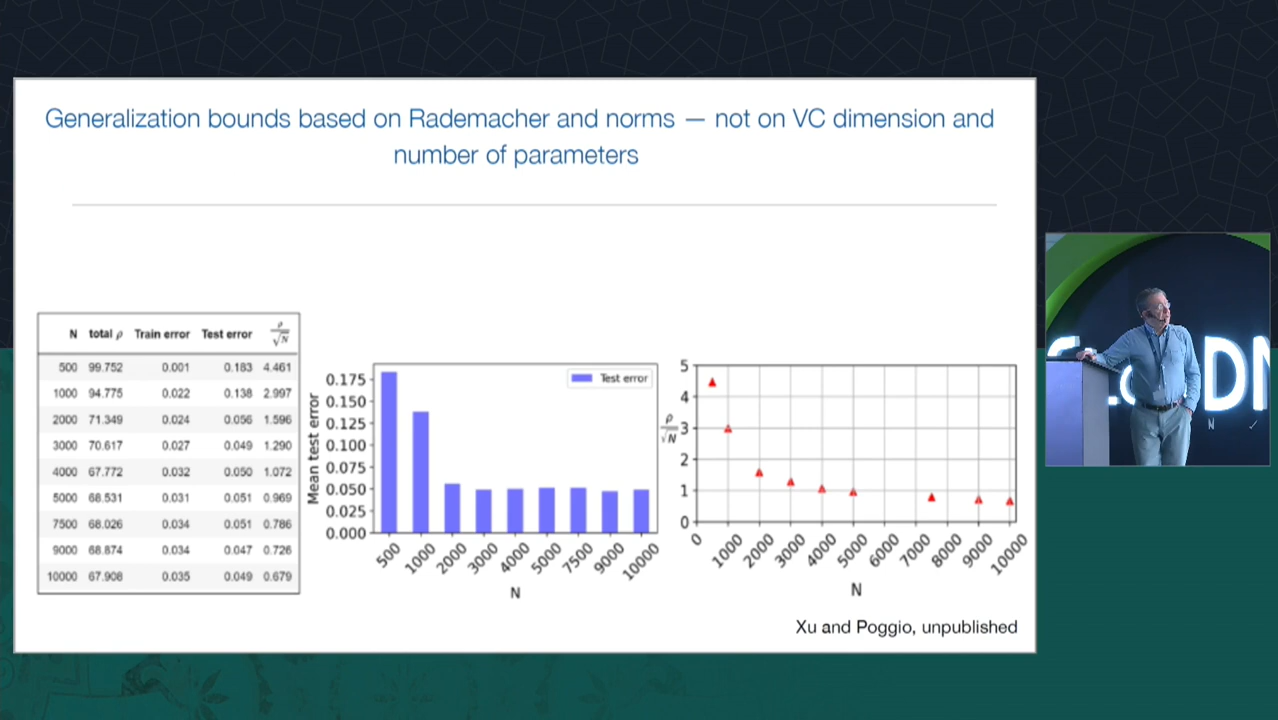 Generalization bounds based on Rademacher and norms — not on VC dimension and
number of parameters
N total ρ Train error Test error ρ/√N
500 99.752 0.001 0.183 4.461
1000 94.775 0.022 0.138 2.997
2000 71.349 0.024 0.056 1.596
3000 70.617 0.027 0.049 1.290
4000 67.772 0.032 0.050 1.072
5000 68.531 0.031 0.051 0.969
7500 68.026 0.034 0.051 0.786
9000 68.874 0.034 0.047 0.726
10000 67.908 0.035 0.049 0.679
Mean test error
0.175
0.150
0.125
0.100
0.075
0.050
0.025
0.000
Test error
500 1000 2000 3000 4000 5000 7500 9000 10000
N
ρ/√N
5
4
3
2
1
0
0 1000 2000 3000 4000 5000 6000 7000 8000 9000 10000
N
Xu and Poggio, unpublished